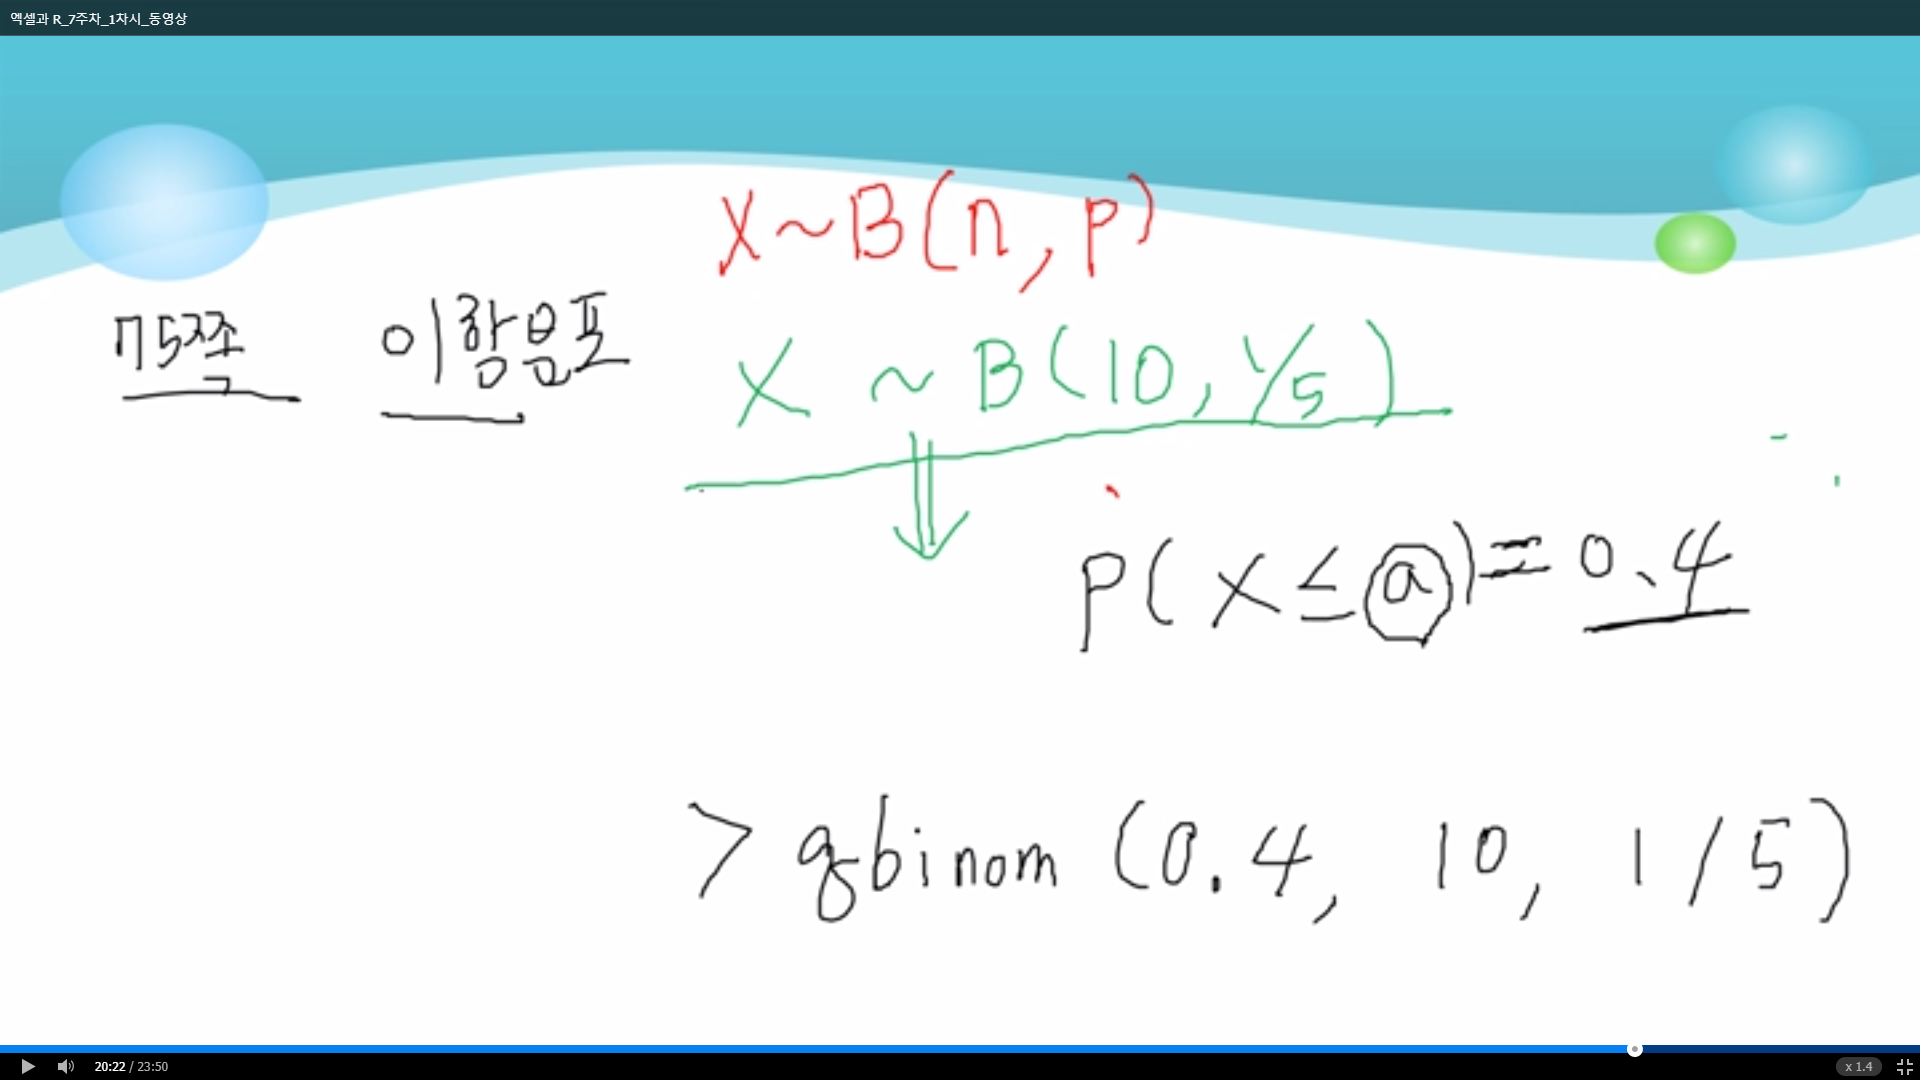 엑셀과 R_7주차_1차시_동영상
X~B(n,p)
75쪽 이항분포
X ~ B(10, 1/5)
P(X≤a)=0.4
> qbinom (0.4, 10, 1/5)
20:22 / 23:50
x 1.4